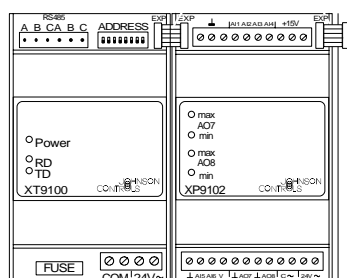 RS485
A B C A B C
ADDRESS
EXP
EXP
AI1 AI2 AI3 AI4
+15V
EXP
Power
RD
TD
JOHNSON
CONTROLS
XT9100
max
AO7
min
max
AO8
min
JOHNSON
CONTROLS
XP9102
FUSE
COM 24V~
AI5 AI6 V
AO7
AO8
C~
24V~